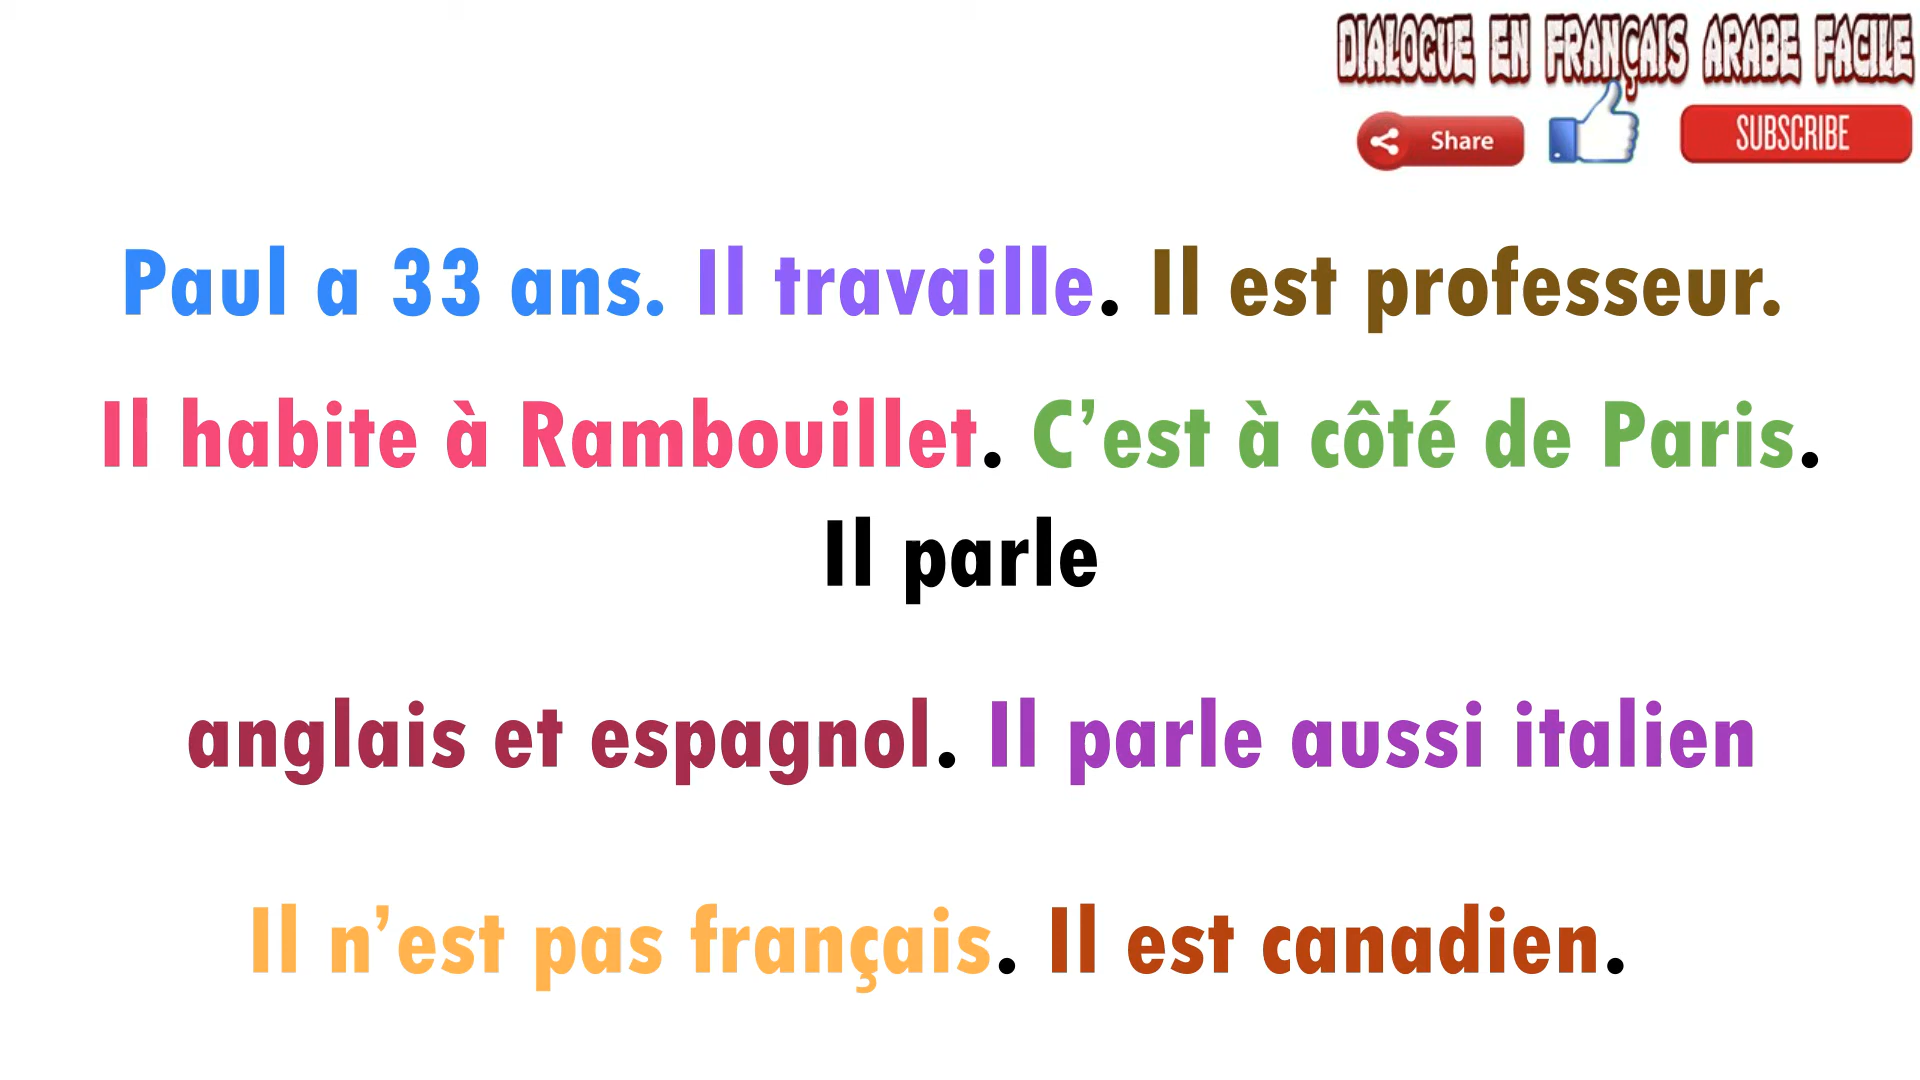 DIALOGUE EN FRANÇAIS ARABE FACILE
Share
SUBSCRIBE
Paul a 33 ans. Il travaille. Il est professeur.
Il habite à Rambouillet. C’est à côté de Paris.
Il parle
anglais et espagnol. Il parle aussi italien
Il n’est pas français. Il est canadien.